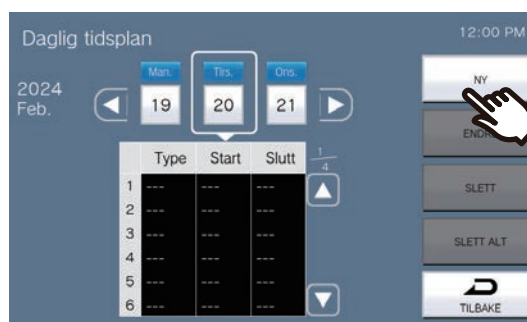 Daglig tidsplan
12:00 PM
2024
Feb.
Man. Tirs. Ons.
19 20 21
Type Start Slutt 1/4
1 --- --- ---
2 --- --- ---
3 --- --- ---
4 --- --- ---
5 --- --- ---
6 --- --- ---
NY
SLETT
SLETT ALT
TILBAKE